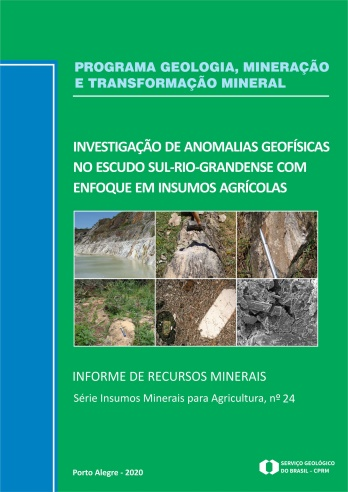 PROGRAMA GEOLOGIA, MINERAÇÃO
E TRANSFORMAÇÃO MINERAL
INVESTIGAÇÃO DE ANOMALIAS GEOFÍSICAS
NO ESCUDO SUL-RIO-GRANDENSE COM
ENFOQUE EM INSUMOS AGRÍCOLAS
INFORME DE RECURSOS MINERAIS
Série Insumos Minerais para Agricultura, nº 24
SERVIÇO GEOLÓGICO
DO BRASIL - CPRM
Porto Alegre - 2020